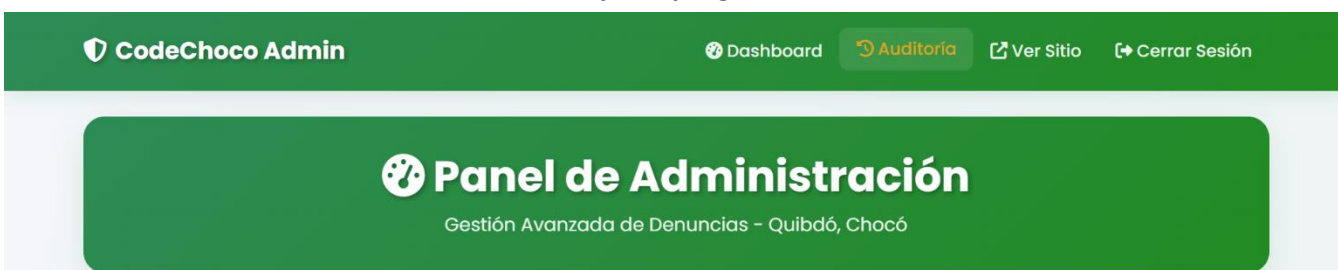 CodeChoco Admin Dashboard Auditoría Ver Sitio Cerrar Sesión
Panel de Administración
Gestión Avanzada de Denuncias - Quibdó, Chocó